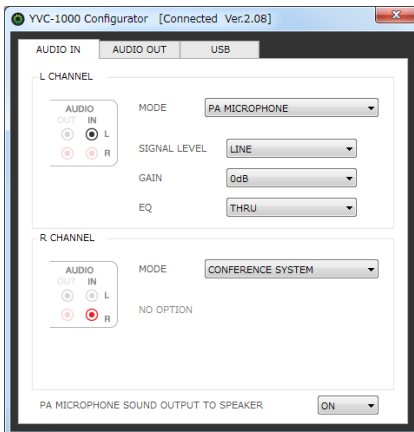 YVC-1000 Configurator [Connected Ver.2.08]
AUDIO IN AUDIO OUT USB
L CHANNEL
AUDIO
OUT IN
L
R
MODE PA MICROPHONE
SIGNAL LEVEL LINE
GAIN 0dB
EQ THRU
R CHANNEL
AUDIO
OUT IN
L
R
MODE CONFERENCE SYSTEM
NO OPTION
PA MICROPHONE SOUND OUTPUT TO SPEAKER ON